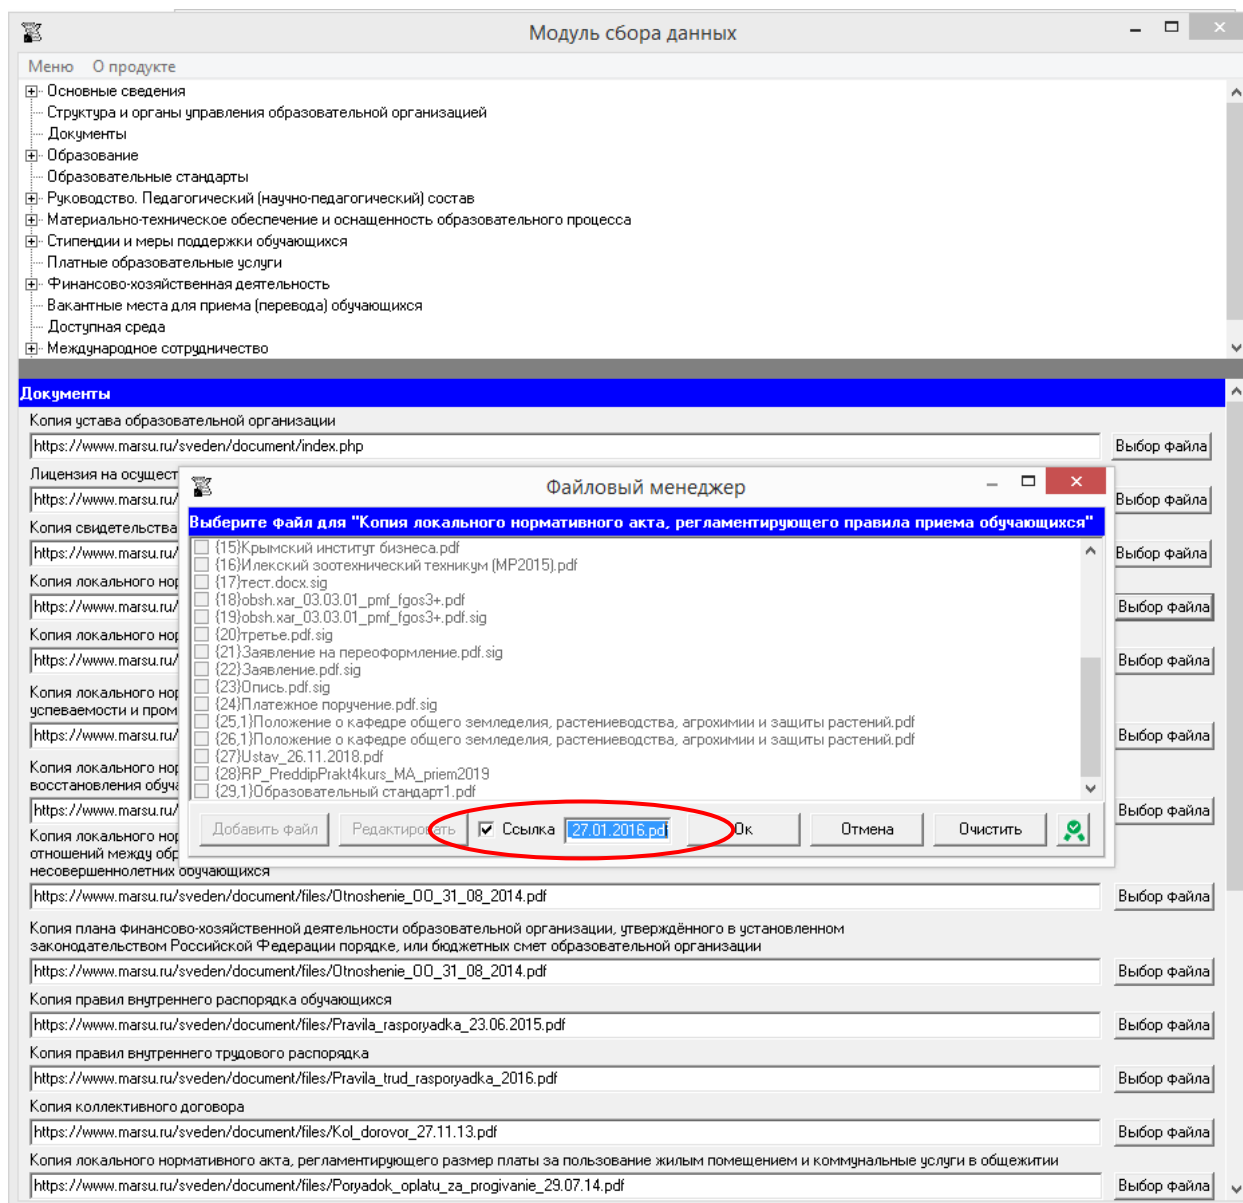 Модуль сбора данных
Меню О продукте
Основные сведения
Структура и органы управления образовательной организацией
Документы
Образование
Образовательные стандарты
Руководство. Педагогический (научно-педагогический) состав
Материально-техническое обеспечение и оснащенность образовательного процесса
Стипендии и меры поддержки обучающихся
Платные образовательные услуги
Финансово-хозяйственная деятельность
Вакантные места для приема (перевода) обучающихся
Доступная среда
Международное сотрудничество
Документы
Копия устава образовательной организации
https://www.marsu.ru/sveden/document/index.php Выбор файла
Лицензия на осущест
https://www.marsu.ru/ Выбор файла
Копия свидетельства
https://www.marsu.ru/ Выбор файла
Копия локального нор
https://www.marsu.ru/ Выбор файла
Копия локального нор
https://www.marsu.ru/ Выбор файла
Копия локального нор
успеваемости и пром
https://www.marsu.ru/ Выбор файла
Копия локального нор
восстановления обуча
https://www.marsu.ru/ Выбор файла
Копия локального нор
отношений между обр
несовершеннолетних обучающихся
Файловый менеджер
Выберите файл для "Копия локального нормативного акта, регламентирующего правила приема обучающихся"
{15}Крымский институт бизнеса.pdf
{16}Илекский зоотехнический техникум (МР2015).pdf
{17}тест.docx.sig
{18}obsh.xar_03.03.01_pmf_fgos3+.pdf
{19}obsh.xar_03.03.01_pmf_fgos3+.pdf.sig
{20}третье.pdf.sig
{21}Заявление на переоформление.pdf.sig
{22}Заявление.pdf.sig
{23}Опись.pdf.sig
{24}Платежное поручение.pdf.sig
{25,1}Положение о кафедре общего земледелия, растениеводства, агрохимии и защиты растений.pdf
{26,1}Положение о кафедре общего земледелия, растениеводства, агрохимии и защиты растений.pdf
{27}Ustav_26.11.2018.pdf
{28}RP_PreddipPrakt4kurs_MA_priem2019
{29,1}Образовательный стандарт1.pdf
Добавить файл Редактировать Ссылка 27.01.2016.pdf Ок Отмена Очистить
https://www.marsu.ru/sveden/document/files/Otnoshenie_OO_31_08_2014.pdf Выбор файла
Копия плана финансово-хозяйственной деятельности образовательной организации, утверждённого в установленном
законодательством Российской Федерации порядке, или бюджетных смет образовательной организации
https://www.marsu.ru/sveden/document/files/Otnoshenie_OO_31_08_2014.pdf Выбор файла
Копия правил внутреннего распорядка обучающихся
https://www.marsu.ru/sveden/document/files/Pravila_rasporyadka_23.06.2015.pdf Выбор файла
Копия правил внутреннего трудового распорядка
https://www.marsu.ru/sveden/document/files/Pravila_trud_rasporyadka_2016.pdf Выбор файла
Копия коллективного договора
https://www.marsu.ru/sveden/document/files/Kol_dorovor_27.11.13.pdf Выбор файла
Копия локального нормативного акта, регламентирующего размер платы за пользование жилым помещением и коммунальные услуги в общежитии
https://www.marsu.ru/sveden/document/files/Poryadok_oplatu_za_progivanie_29.07.14.pdf Выбор файла